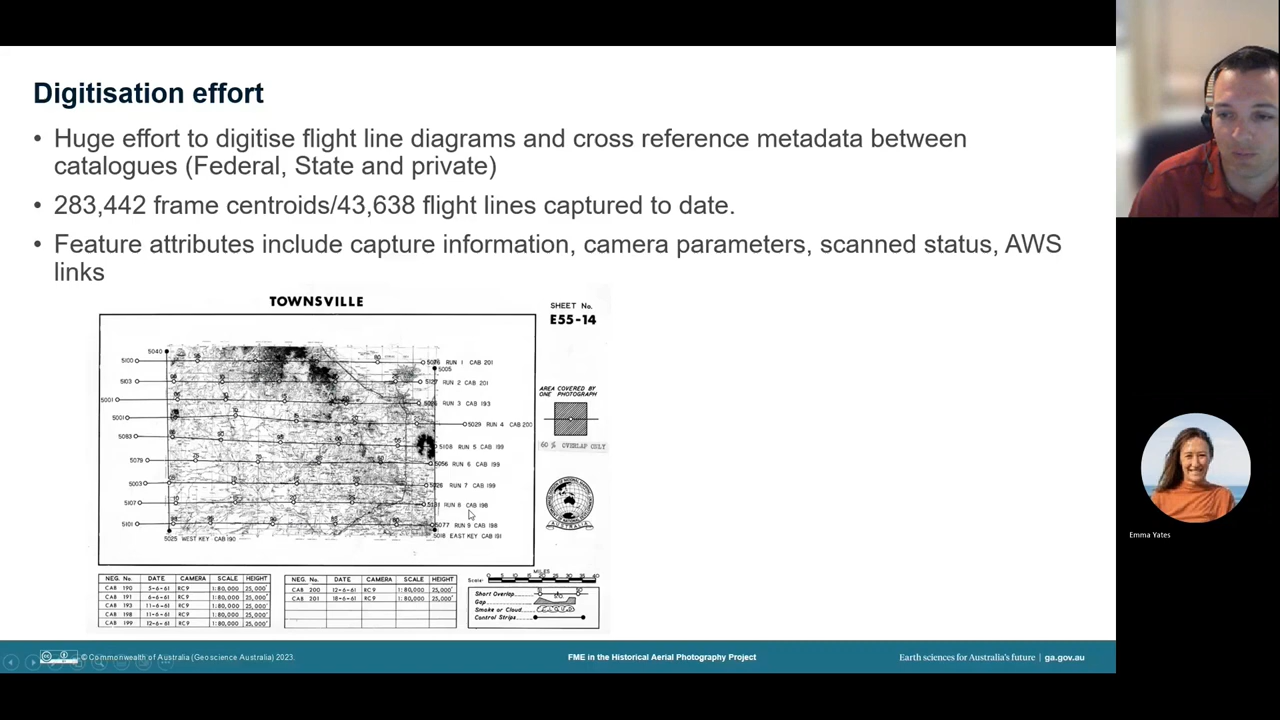 Digitisation effort
• Huge effort to digitise flight line diagrams and cross reference metadata between
catalogues (Federal, State and private)
• 283,442 frame centroids/43,638 flight lines captured to date.
• Feature attributes include capture information, camera parameters, scanned status, AWS
links
TOWNSVILLE
SHEET No.
E55-14
5040
5100
5076 RUN 1 CAB 201
5005
5103
5127 RUN 2 CAB 201
5001
RUN 3 CAB 193
5001
5029 RUN 4 CAB 200
5083
5108 RUN 5 CAB 199
5079
5056 RUN 6 CAB 199
5003
5026 RUN 7 CAB 199
5107
RUN 8 CAB 198
5101
5077 RUN 9 CAB 198
5025 WEST KEY CAB 190
5018 EAST KEY CAB 191
AREA COVERED BY
ONE PHOTOGRAPH
60 % OVERLAP ONLY
AUSTRALIA
NEG. No. DATE CAMERA SCALE HEIGHT
CAB 190 5-6-61 RC9 1:80,000 25,000'
CAB 191 6-6-61 RC9 1:80,000 25,000'
CAB 193 11-6-61 RC9 1:80,000 25,000'
CAB 198 11-6-61 RC9 1:80,000 25,000'
CAB 199 12-6-61 RC9 1:80,000 25,000'
NEG. No. DATE CAMERA SCALE HEIGHT
CAB 200 12-6-61 RC9 1:80,000 25,000'
CAB 201 18-6-61 RC9 1:80,000 25,000'
MILES
Scale:
Short Overlap
Gap
Smoke or Cloud
Control Strips
© Commonwealth of Australia (Geoscience Australia) 2023.
FME in the Historical Aerial Photography Project
Earth sciences for Australia's future | ga.gov.au
Emma Yates